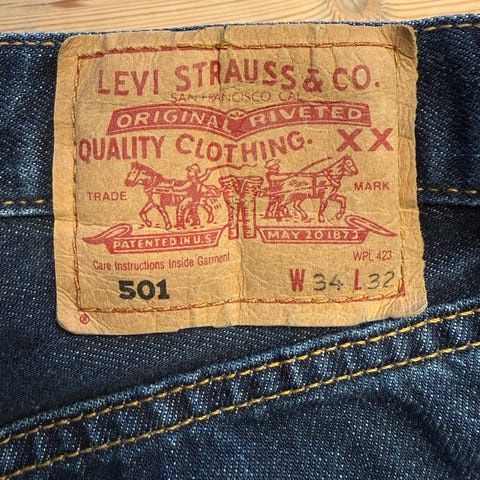 LEVI STRAUSS & CO.
SAN FRANCISCO CAL
ORIGINAL RIVETED
QUALITY CLOTHING. XX
TRADE MARK
PATENTED IN U.S. MAY 20 1873
Care Instructions Inside Garment WPL 423
501 W 34 L 32
®